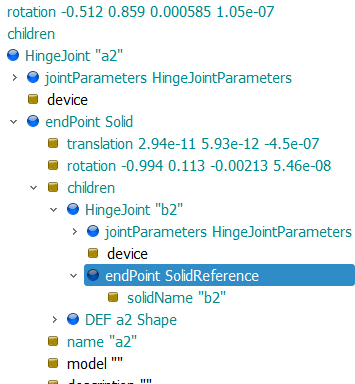 rotation -0.512 0.859 0.000585 1.05e-07
children
HingeJoint "a2"
jointParameters HingeJointParameters
device
endPoint Solid
translation 2.94e-11 5.93e-12 -4.5e-07
rotation -0.994 0.113 -0.00213 5.46e-08
children
HingeJoint "b2"
jointParameters HingeJointParameters
device
endPoint SolidReference
solidName "b2"
DEF a2 Shape
name "a2"
model ""
description ""